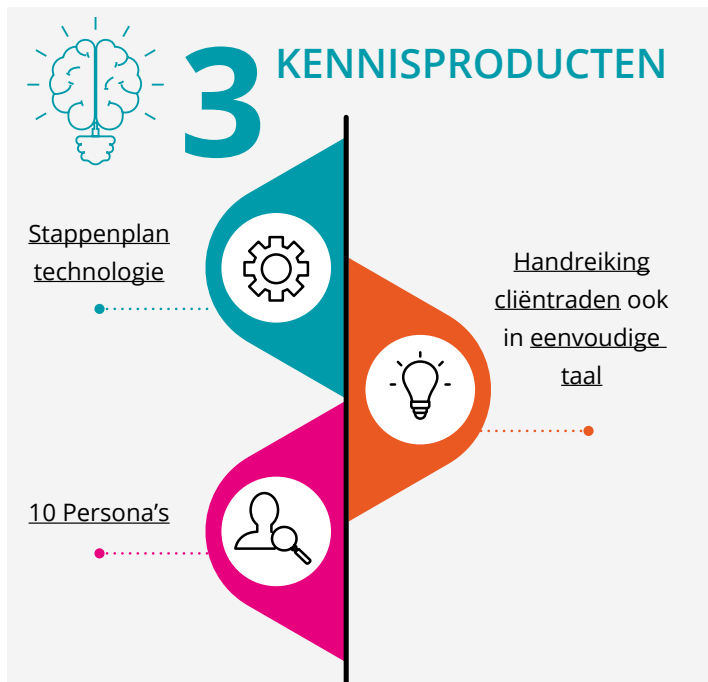 3 KENNISPRODUCTEN
Stappenplan
technologie
Handreiking
cliëntraden ook
in eenvoudige
taal
10 Persona’s